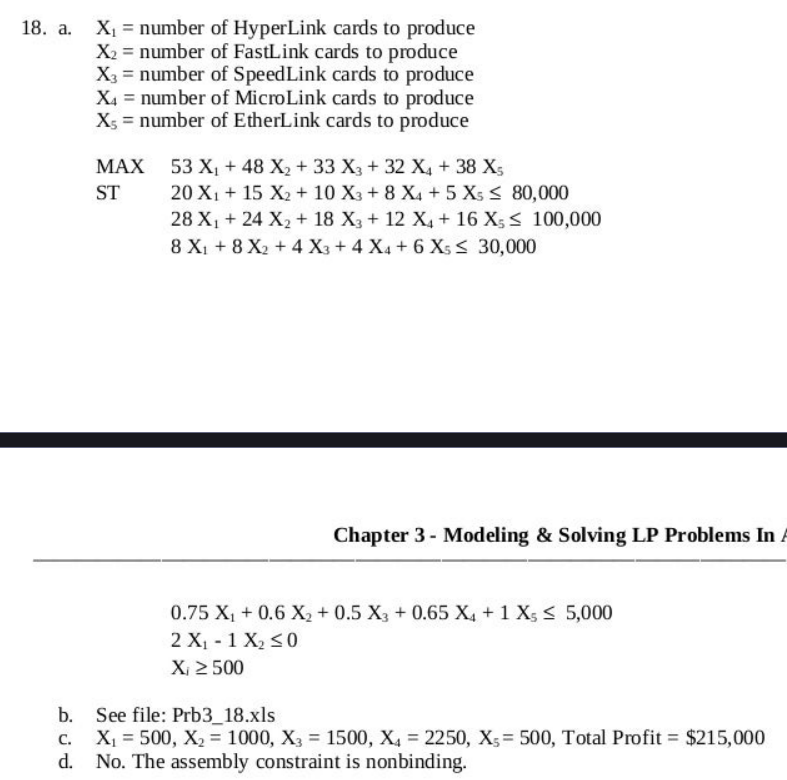 18. a. X₁ = number of HyperLink cards to produce
X₂ = number of FastLink cards to produce
X₃ = number of SpeedLink cards to produce
X₄ = number of MicroLink cards to produce
X₅ = number of EtherLink cards to produce
MAX 53 X₁ + 48 X₂ + 33 X₃ + 32 X₄ + 38 X₅
ST 20 X₁ + 15 X₂ + 10 X₃ + 8 X₄ + 5 X₅ ≤ 80,000
28 X₁ + 24 X₂ + 18 X₃ + 12 X₄ + 16 X₅ ≤ 100,000
8 X₁ + 8 X₂ + 4 X₃ + 4 X₄ + 6 X₅ ≤ 30,000
Chapter 3 - Modeling & Solving LP Problems In
0.75 X₁ + 0.6 X₂ + 0.5 X₃ + 0.65 X₄ + 1 X₅ ≤ 5,000
2 X₁ - 1 X₂ ≤ 0
Xᵢ ≥ 500
b. See file: Prb3_18.xls
c. X₁ = 500, X₂ = 1000, X₃ = 1500, X₄ = 2250, X₅ = 500, Total Profit = $215,000
d. No. The assembly constraint is nonbinding.